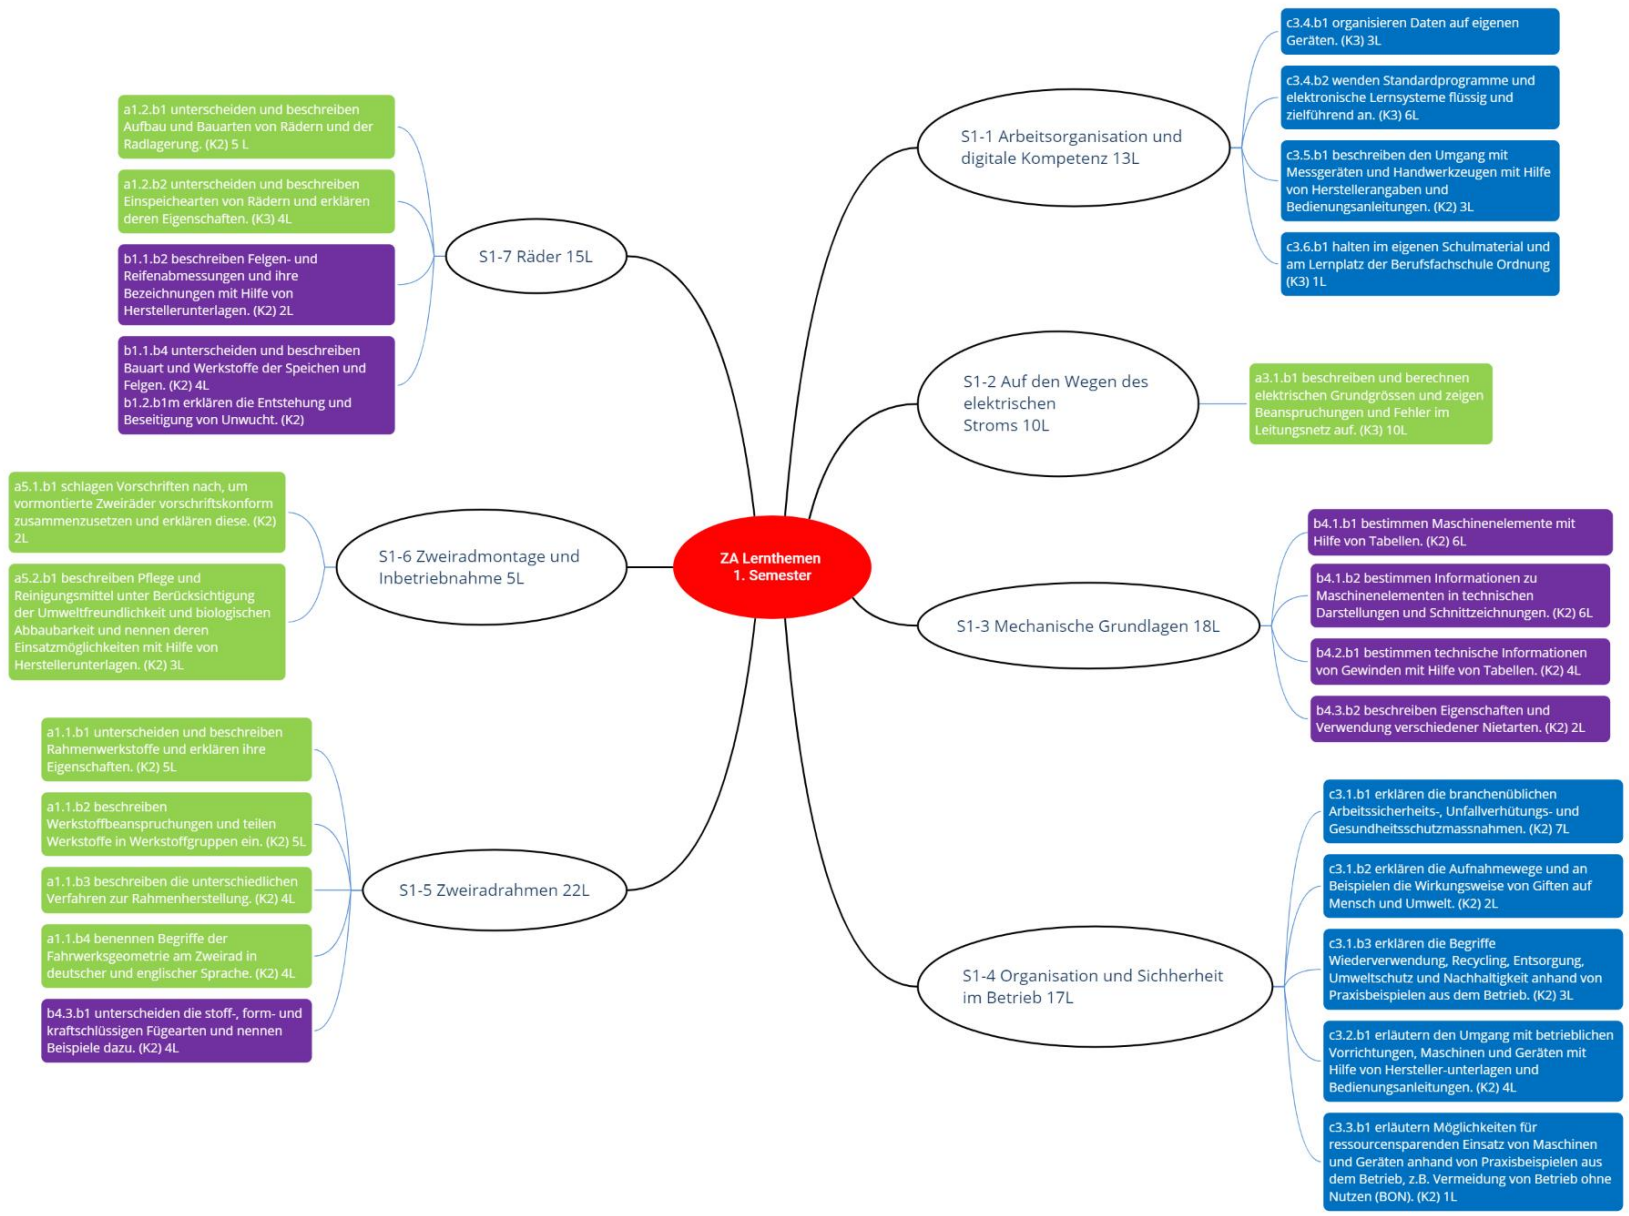 ZA Lernthemen
1. Semester
S1-1 Arbeitsorganisation und
digitale Kompetenz 13L
c3.4.b1 organisieren Daten auf eigenen
Geräten. (K3) 3L
c3.4.b2 wenden Standardprogramme und
elektronische Lernsysteme flüssig und
zielführend an. (K3) 6L
c3.5.b1 beschreiben den Umgang mit
Messgeräten und Handwerkzeugen mit Hilfe
von Herstellerangaben und
Bedienungsanleitungen. (K2) 3L
c3.6.b1 halten im eigenen Schulmaterial und
am Lernplatz der Berufsfachschule Ordnung
(K3) 1L
S1-2 Auf den Wegen des
elektrischen
Stroms 10L
a3.1.b1 beschreiben und berechnen
elektrischen Grundgrössen und zeigen
Beanspruchungen und Fehler im
Leitungsnetz auf. (K3) 10L
S1-3 Mechanische Grundlagen 18L
b4.1.b1 bestimmen Maschinenelemente mit
Hilfe von Tabellen. (K2) 6L
b4.1.b2 bestimmen Informationen zu
Maschinenelementen in technischen
Darstellungen und Schnittzeichnungen. (K2) 6L
b4.2.b1 bestimmen technische Informationen
von Gewinden mit Hilfe von Tabellen. (K2) 4L
b4.3.b2 beschreiben Eigenschaften und
Verwendung verschiedener Nietarten. (K2) 2L
S1-4 Organisation und Sichherheit
im Betrieb 17L
c3.1.b1 erklären die branchenüblichen
Arbeitssicherheits-, Unfallverhütungs- und
Gesundheitsschutzmassnahmen. (K2) 7L
c3.1.b2 erklären die Aufnahmewege und an
Beispielen die Wirkungsweise von Giften auf
Mensch und Umwelt. (K2) 2L
c3.1.b3 erklären die Begriffe
Wiederverwendung, Recycling, Entsorgung,
Umweltschutz und Nachhaltigkeit anhand von
Praxisbeispielen aus dem Betrieb. (K2) 3L
c3.2.b1 erläutern den Umgang mit betrieblichen
Vorrichtungen, Maschinen und Geräten mit
Hilfe von Hersteller-unterlagen und
Bedienungsanleitungen. (K2) 4L
c3.3.b1 erläutern Möglichkeiten für
ressourcensparenden Einsatz von Maschinen
und Geräten anhand von Praxisbeispielen aus
dem Betrieb, z.B. Vermeidung von Betrieb ohne
Nutzen (BON). (K2) 1L
S1-5 Zweiradrahmen 22L
a1.1.b1 unterscheiden und beschreiben
Rahmenwerkstoffe und erklären ihre
Eigenschaften. (K2) 5L
a1.1.b2 beschreiben
Werkstoffbeanspruchungen und teilen
Werkstoffe in Werkstoffgruppen ein. (K2) 5L
a1.1.b3 beschreiben die unterschiedlichen
Verfahren zur Rahmenherstellung. (K2) 4L
a1.1.b4 benennen Begriffe der
Fahrwerksgeometrie am Zweirad in
deutscher und englischer Sprache. (K2) 4L
b4.3.b1 unterscheiden die stoff-, form- und
kraftschlüssigen Fügearten und nennen
Beispiele dazu. (K2) 4L
S1-6 Zweiradmontage und
Inbetriebnahme 5L
a5.1.b1 schlagen Vorschriften nach, um
vormontierte Zweiräder vorschriftskonform
zusammenzusetzen und erklären diese. (K2)
2L
a5.2.b1 beschreiben Pflege und
Reinigungsmittel unter Berücksichtigung
der Umweltfreundlichkeit und biologischen
Abbaubarkeit und nennen deren
Einsatzmöglichkeiten mit Hilfe von
Herstellerunterlagen. (K2) 3L
S1-7 Räder 15L
a1.2.b1 unterscheiden und beschreiben
Aufbau und Bauarten von Rädern und der
Radlagerung. (K2) 5 L
a1.2.b2 unterscheiden und beschreiben
Einspeichearten von Rädern und erklären
deren Eigenschaften. (K3) 4L
b1.1.b2 beschreiben Felgen- und
Reifenabmessungen und ihre
Bezeichnungen mit Hilfe von
Herstellerunterlagen. (K2) 2L
b1.1.b4 unterscheiden und beschreiben
Bauart und Werkstoffe der Speichen und
Felgen. (K2) 4L
b1.2.b1m erklären die Entstehung und
Beseitigung von Unwucht. (K2)